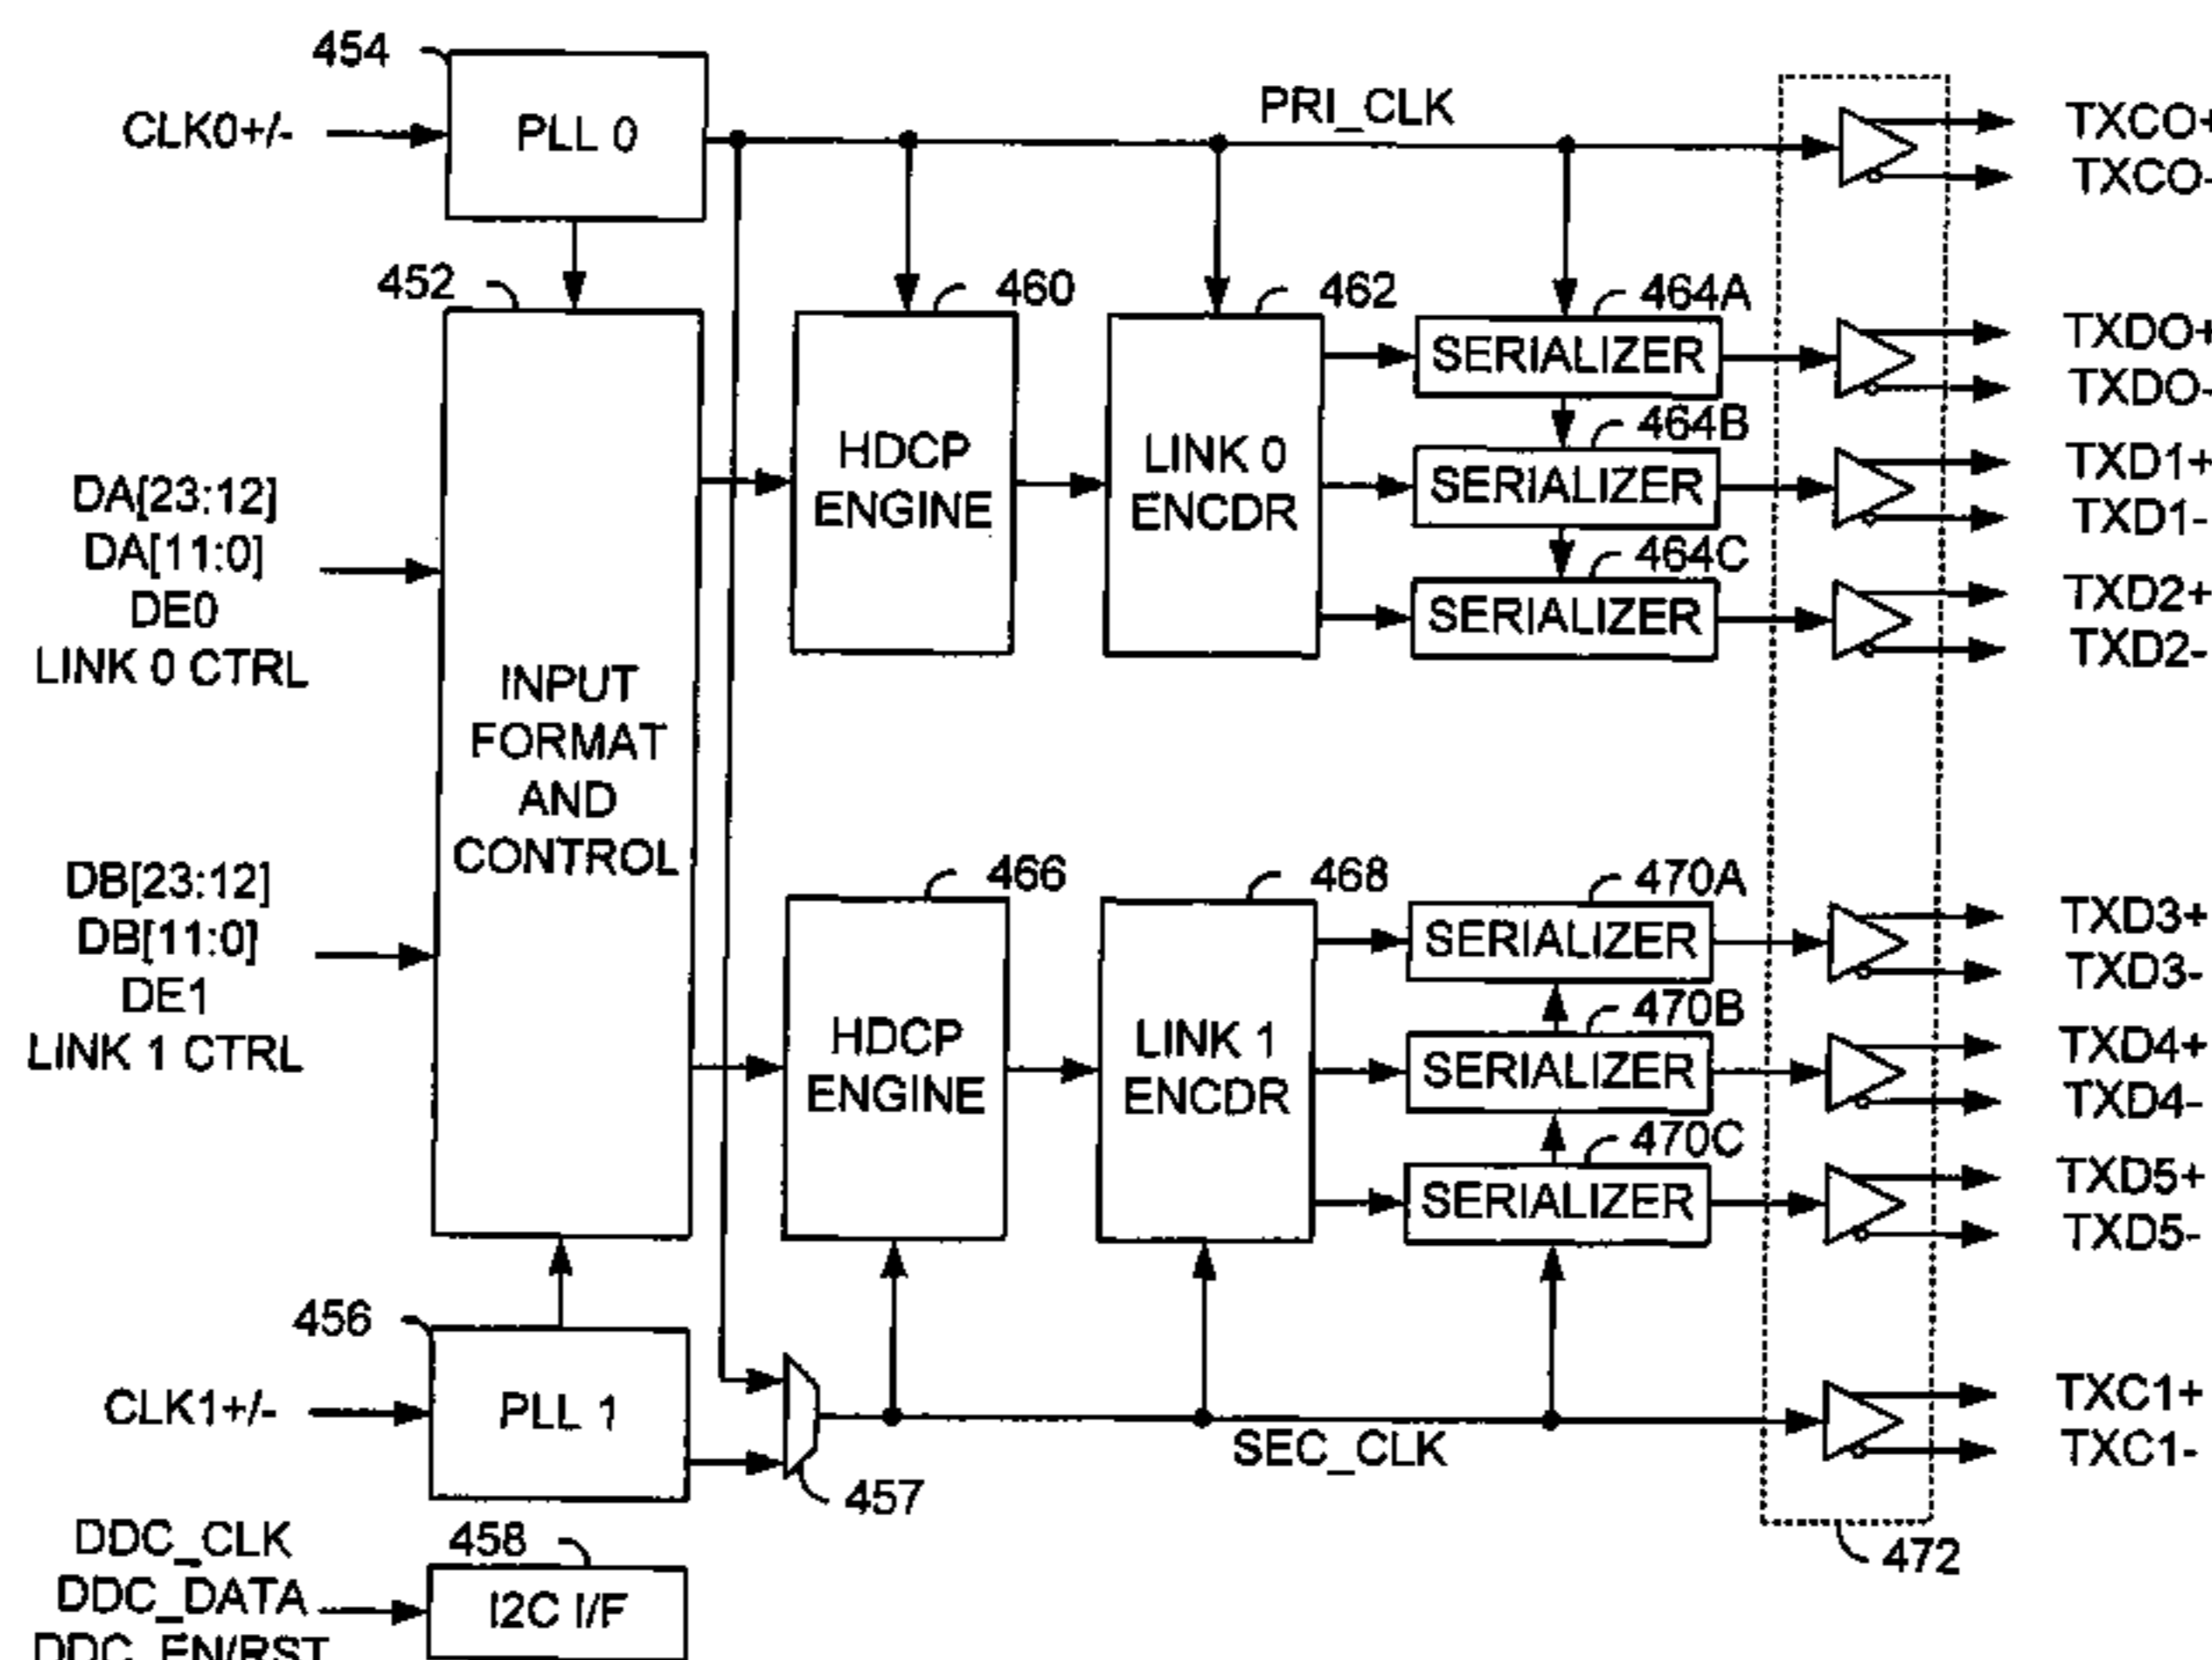 454
CLK0+/-
PLL 0
PRI_CLK
TXCO+
TXCO-
452
460
462
464A
SERIALIZER
TXDO+
TXDO-
464B
SERIALIZER
TXD1+
TXD1-
464C
SERIALIZER
TXD2+
TXD2-
HDCP
ENGINE
LINK 0
ENCDR
DA[23:12]
DA[11:0]
DE0
LINK 0 CTRL
INPUT
FORMAT
AND
CONTROL
DB[23:12]
DB[11:0]
DE1
LINK 1 CTRL
466
468
470A
SERIALIZER
TXD3+
TXD3-
470B
SERIALIZER
TXD4+
TXD4-
470C
SERIALIZER
TXD5+
TXD5-
HDCP
ENGINE
LINK 1
ENCDR
456
CLK1+/-
PLL 1
457
SEC_CLK
TXC1+
TXC1-
472
DDC_CLK
DDC_DATA
DDC_EN/RST
458
I2C I/F